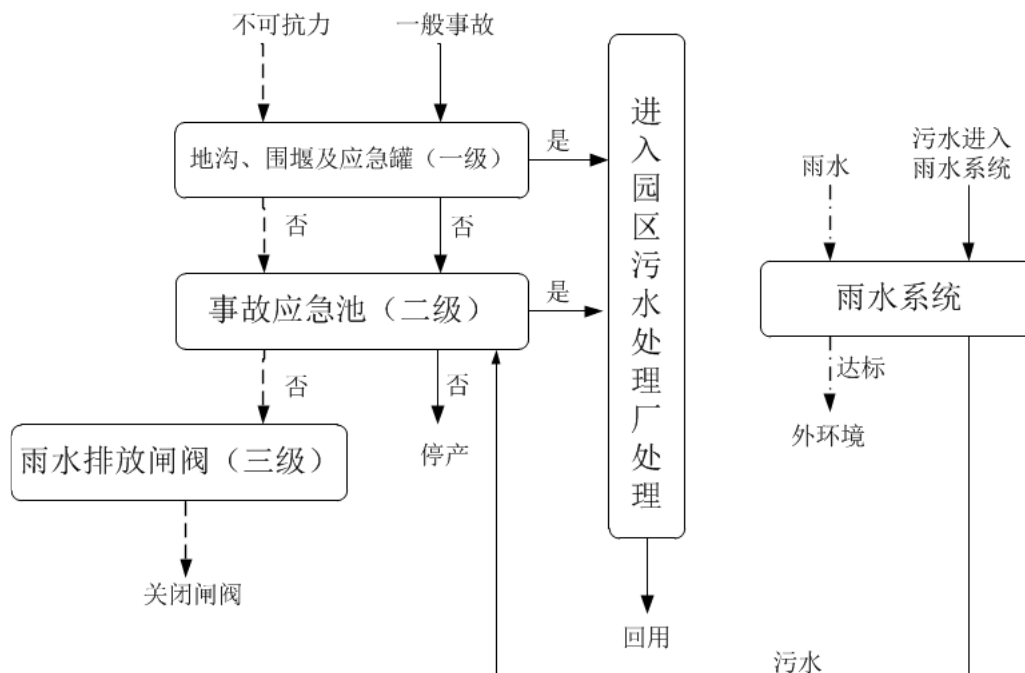 不可抗力
一般事故
地沟、围堰及应急罐（一级）
是
否
否
事故应急池（二级）
是
否
否
雨水排放闸阀（三级）
停产
关闭闸阀
进入园区污水处理厂处理
回用
雨水
污水进入
雨水系统
雨水系统
达标
外环境
污水